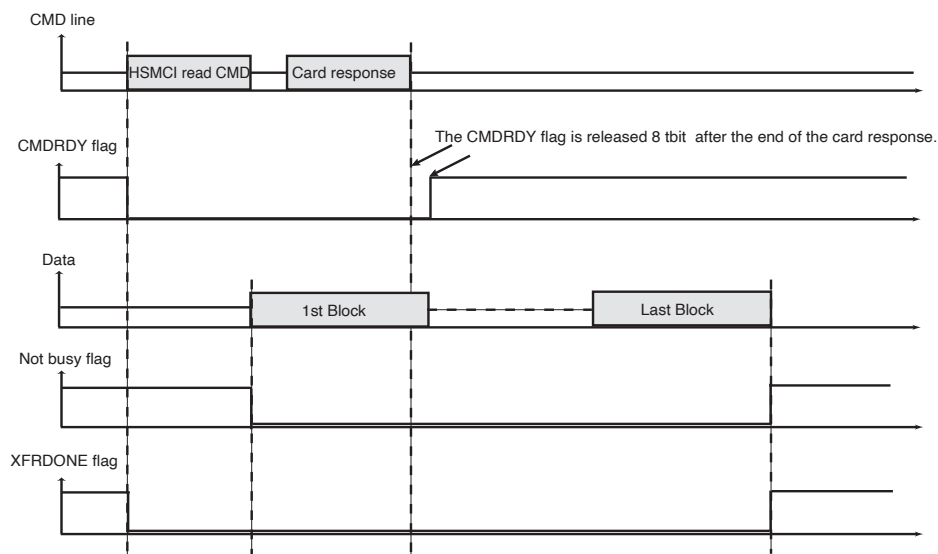 CMD line
HSMCI read CMD
Card response
The CMDRDY flag is released 8 tbit after the end of the card response.
CMDRDY flag
Data
1st Block
Last Block
Not busy flag
XFRDONE flag